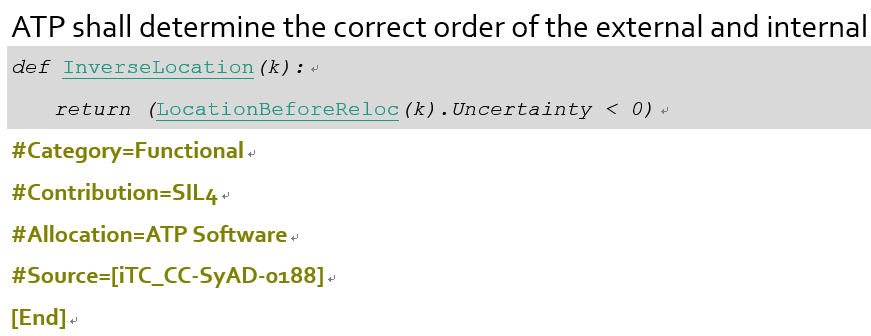 ATP shall determine the correct order of the external and internal
def InverseLocation(k):
return (LocationBeforeReloc(k).Uncertainty < 0)
#Category=Functional
#Contribution=SIL4
#Allocation=ATP Software
#Source=[iTC_CC-SyAD-0188]
[End]